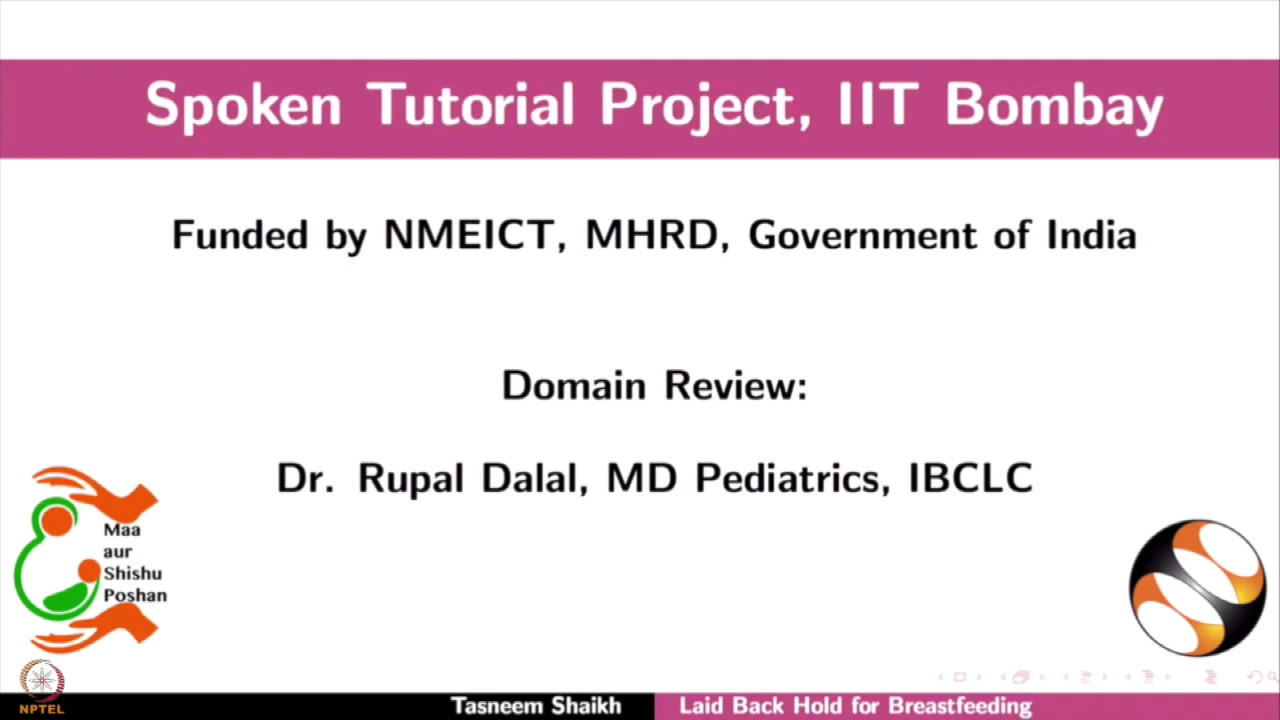 Spoken Tutorial Project, IIT Bombay
Funded by NMEICT, MHRD, Government of India
Domain Review:
Dr. Rupal Dalal, MD Pediatrics, IBCLC
Maa
aur
Shishu
Poshan
NPTEL
Tasneem Shaikh
Laid Back Hold for Breastfeeding